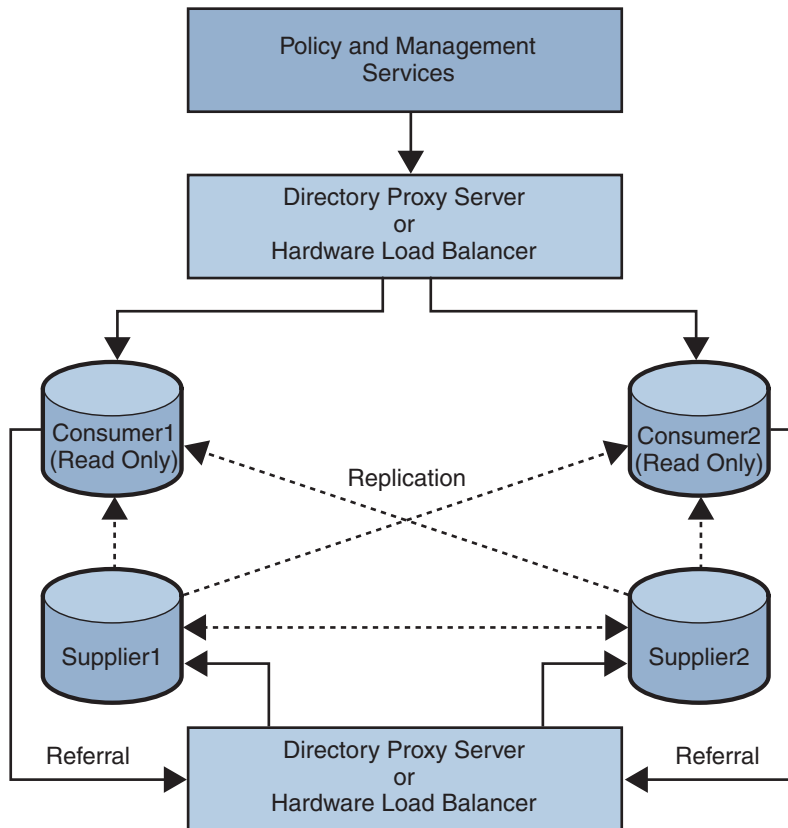 Policy and Management
Services
Directory Proxy Server
or
Hardware Load Balancer
Consumer1
(Read Only)
Consumer2
(Read Only)
Replication
Supplier1
Supplier2
Referral
Directory Proxy Server
or
Hardware Load Balancer
Referral